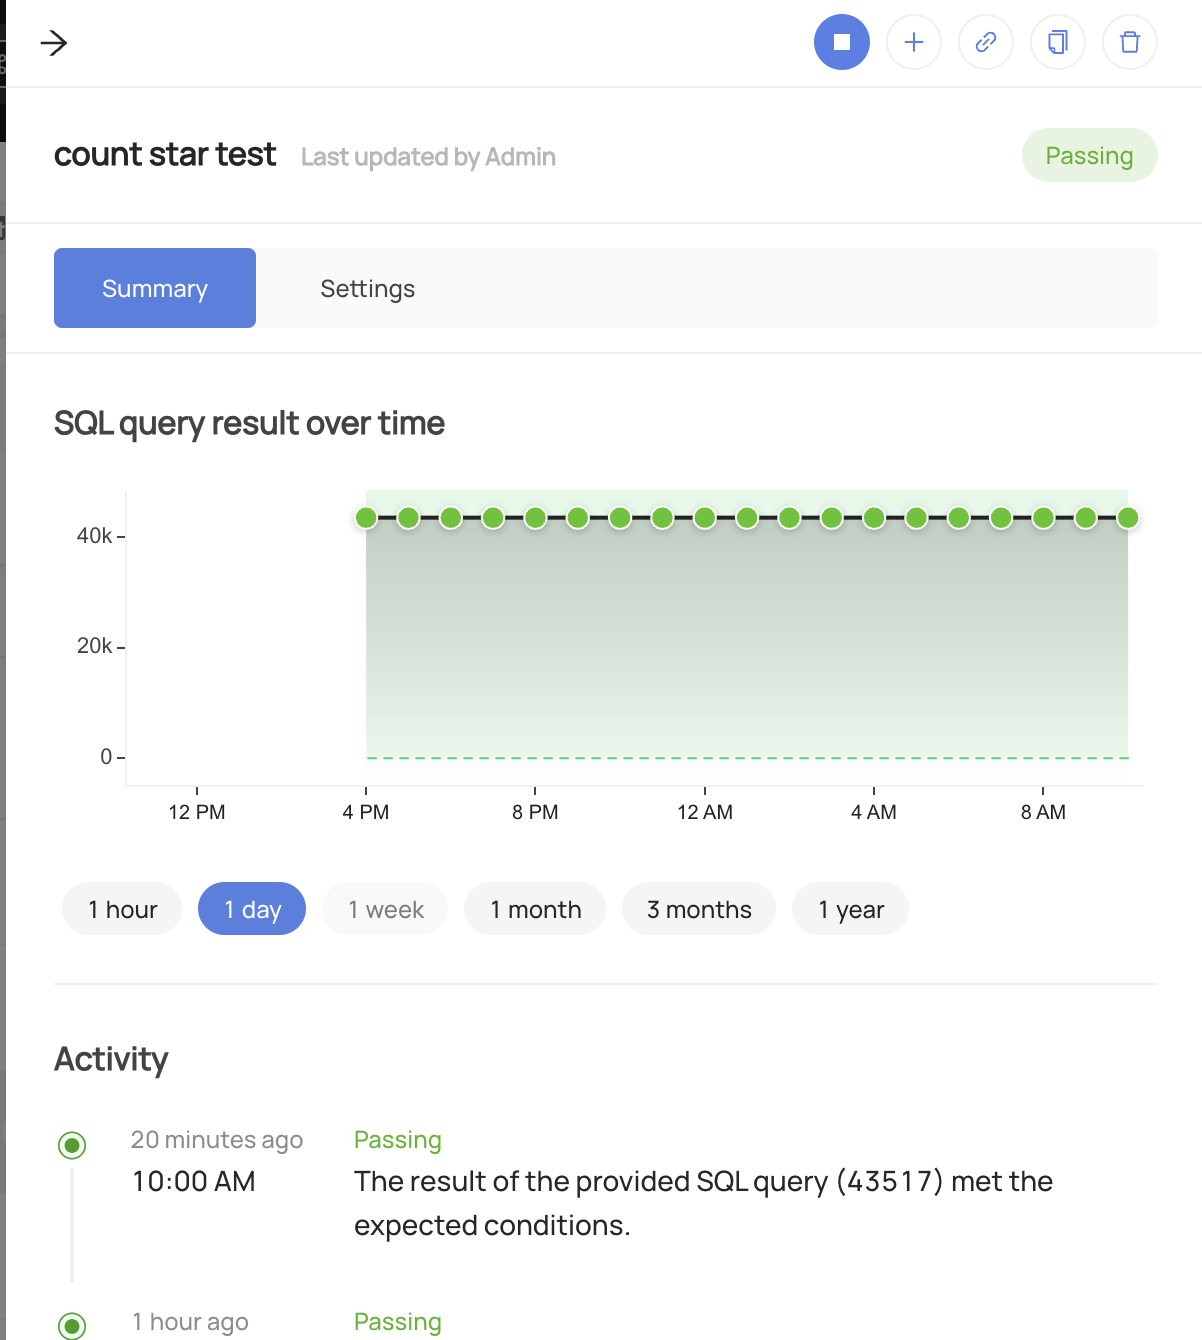 count star test Last updated by Admin Passing
Summary Settings
SQL query result over time
40k
20k
0
12 PM 4 PM 8 PM 12 AM 4 AM 8 AM
1 hour 1 day 1 week 1 month 3 months 1 year
Activity
20 minutes ago Passing
10:00 AM The result of the provided SQL query (43517) met the
expected conditions.
1 hour ago Passing